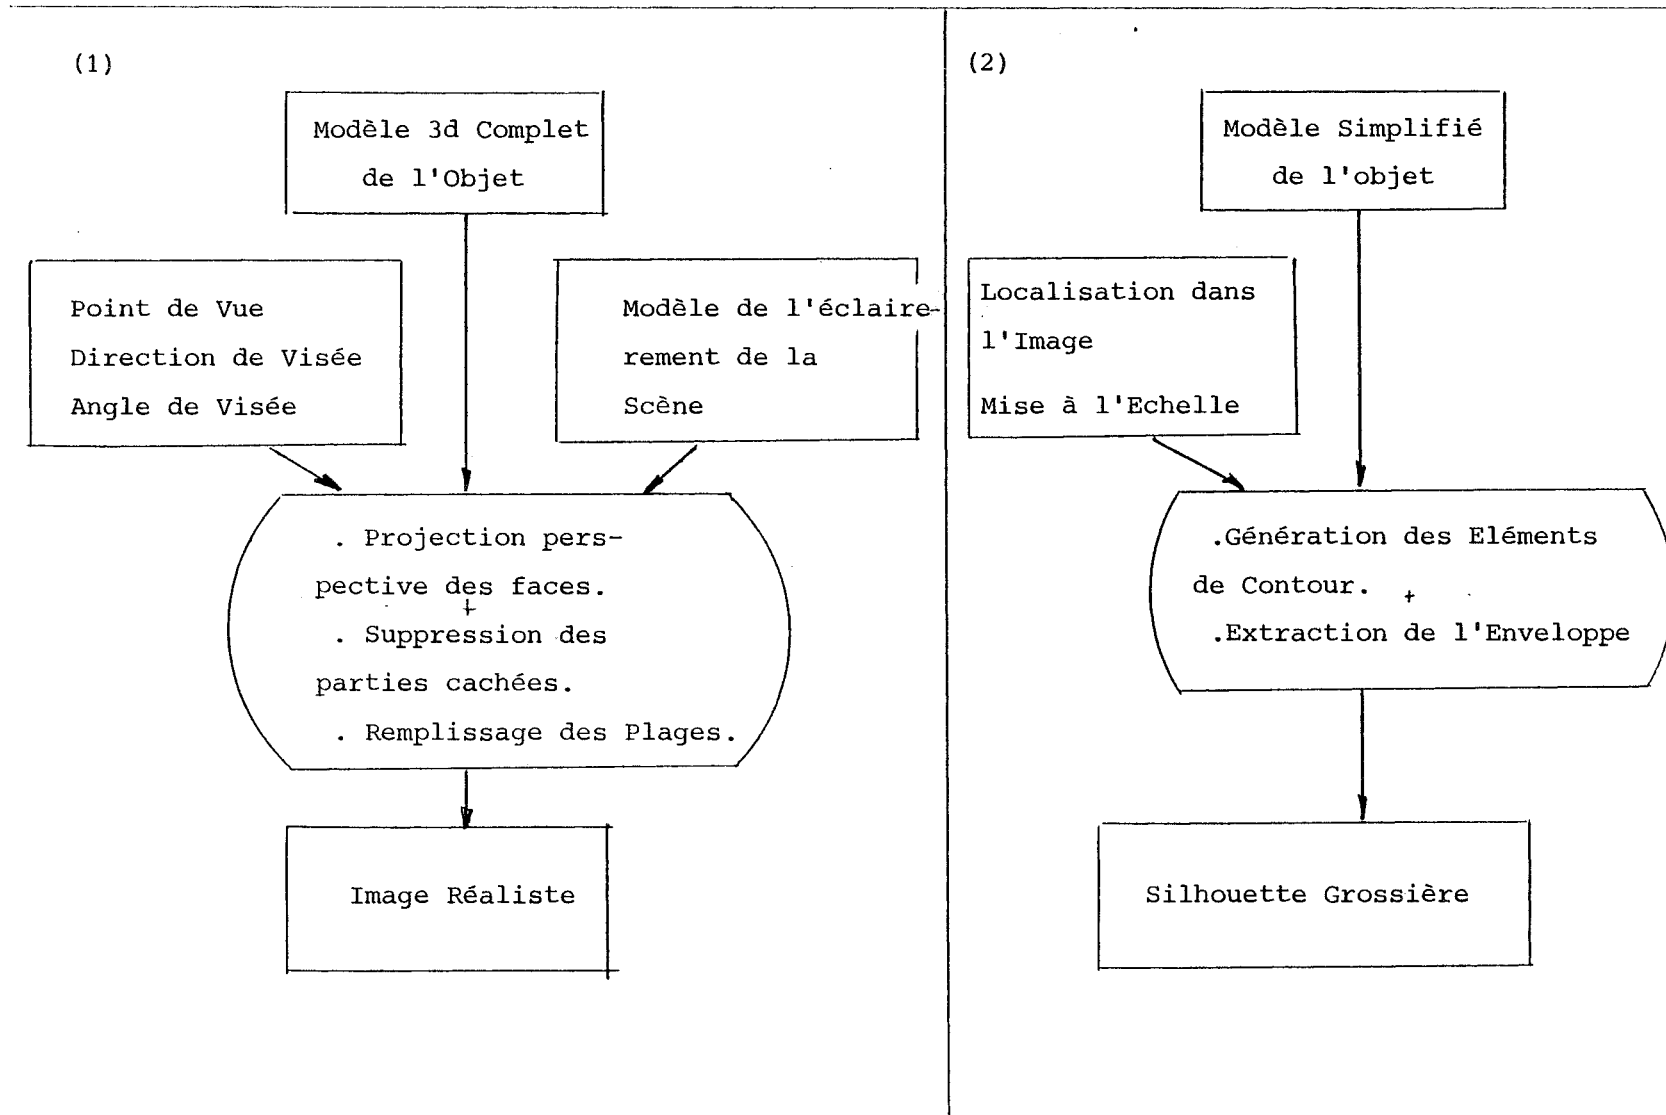 (1)
Modèle 3d Complet
de l'Objet
Point de Vue
Direction de Visée
Angle de Visée
Modèle de l'éclaire-
rement de la
Scène
. Projection pers-
pective des faces.
+
. Suppression des
parties cachées.
. Remplissage des Plages.
Image Réaliste
(2)
Modèle Simplifié
de l'objet
Localisation dans
l'Image
Mise à l'Echelle
.Génération des Eléments
de Contour. +
.Extraction de l'Enveloppe
Silhouette Grossière